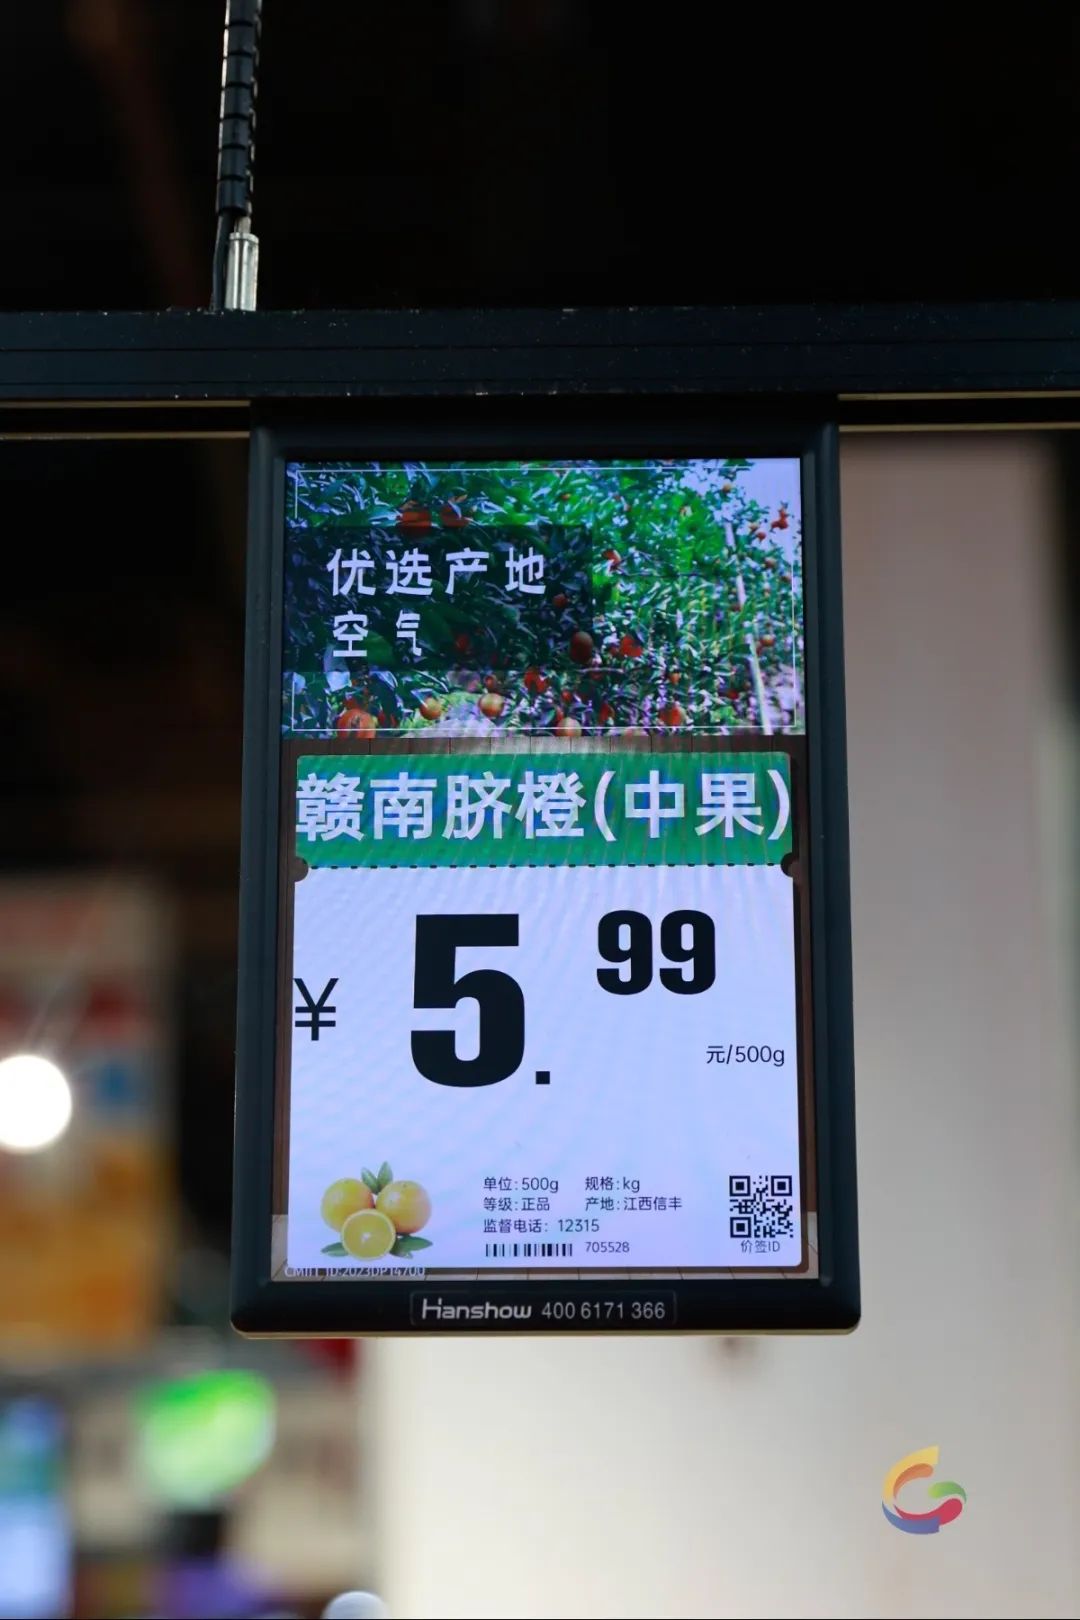 优选产地
空气
赣南脐橙(中果)
¥ 5.99
元/500g
单位:500g 规格:kg
等级:正品 产地:江西信丰
监督电话: 12315
705528
价签ID
Hanshow 400 6171 366